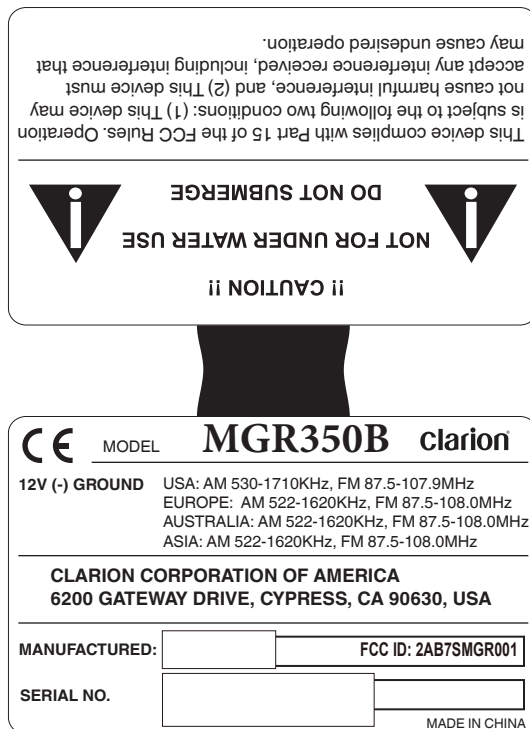 This device complies with Part 15 of the FCC Rules. Operation
is subject to the following two conditions: (1) This device may
not cause harmful interference, and (2) This device must
accept any interference received, including interference that
may cause undesired operation.
!! CAUTION !!
NOT FOR UNDER WATER USE
DO NOT SUBMERGE
CE MODEL MGR350B clarion
12V (-) GROUND USA: AM 530-1710KHz, FM 87.5-107.9MHz
EUROPE: AM 522-1620KHz, FM 87.5-108.0MHz
AUSTRALIA: AM 522-1620KHz, FM 87.5-108.0MHz
ASIA: AM 522-1620KHz, FM 87.5-108.0MHz
CLARION CORPORATION OF AMERICA
6200 GATEWAY DRIVE, CYPRESS, CA 90630, USA
MANUFACTURED: FCC ID: 2AB7SMGR001
SERIAL NO.
MADE IN CHINA